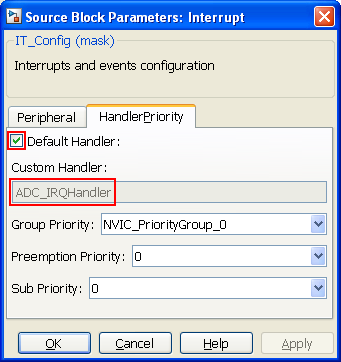 Source Block Parameters: Interrupt
IT_Config (mask)
Interrupts and events configuration
Peripheral HandlerPriority
Default Handler:
Custom Handler:
ADC_IRQHandler
Group Priority: NVIC_PriorityGroup_0
Preemption Priority: 0
Sub Priority: 0
OK Cancel Help Apply